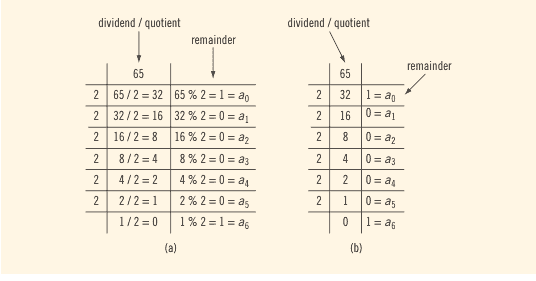 dividend / quotient
remainder
65
2 65 / 2 = 32 65 % 2 = 1 = a0
2 32 / 2 = 16 32 % 2 = 0 = a1
2 16 / 2 = 8 16 % 2 = 0 = a2
2 8 / 2 = 4 8 % 2 = 0 = a3
2 4 / 2 = 2 4 % 2 = 0 = a4
2 2 / 2 = 1 2 % 2 = 0 = a5
1 / 2 = 0 1 % 2 = 1 = a6
(a)
dividend / quotient
remainder
65
2 32 1 = a0
2 16 0 = a1
2 8 0 = a2
2 4 0 = a3
2 2 0 = a4
2 1 0 = a5
0 1 = a6
(b)